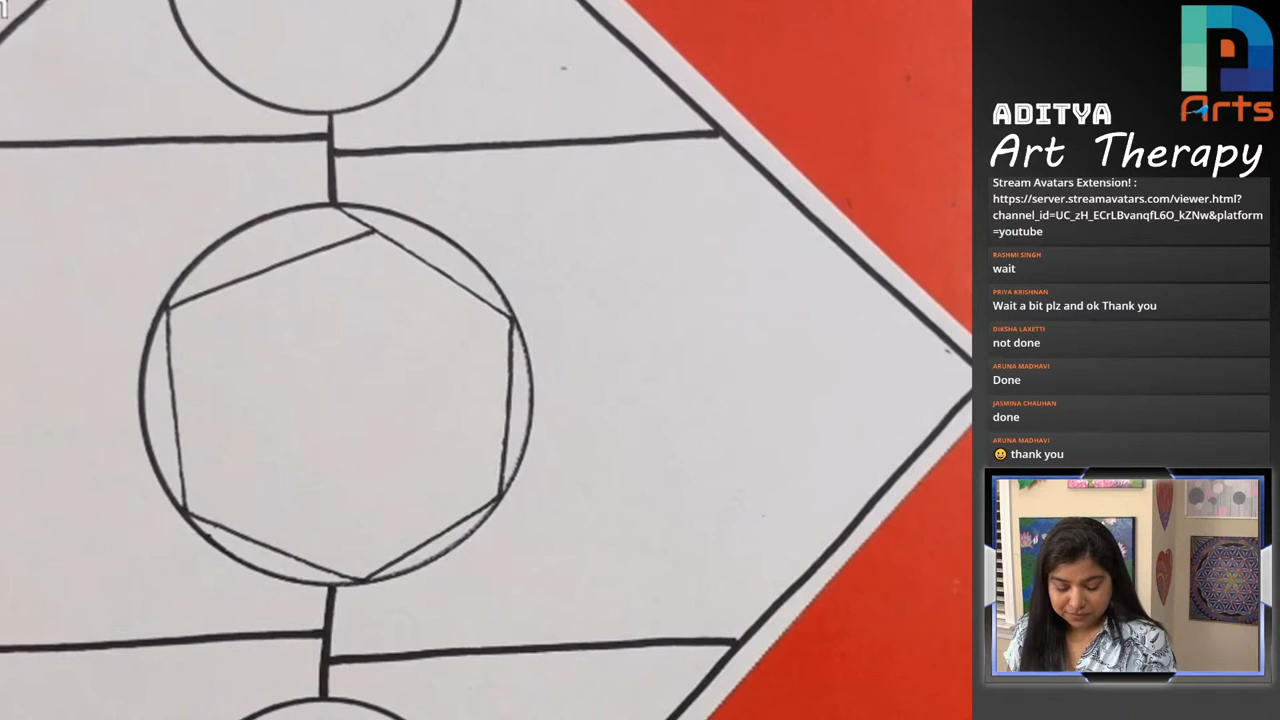 Arts
ADITYA
Art Therapy
Stream Avatars Extension! :
https://server.streamavatars.com/viewer.html?
channel_id=UC_zH_ECrLBvanqfL6O_kZNw&platform
=youtube
RASHMI SINGH
wait
PRIYA KRISHNAN
Wait a bit plz and ok Thank you
DIKSHA LAXETTI
not done
ARUNA MADHAVI
Done
JASMINA CHAUHAN
done
ARUNA MADHAVI
😀 thank you